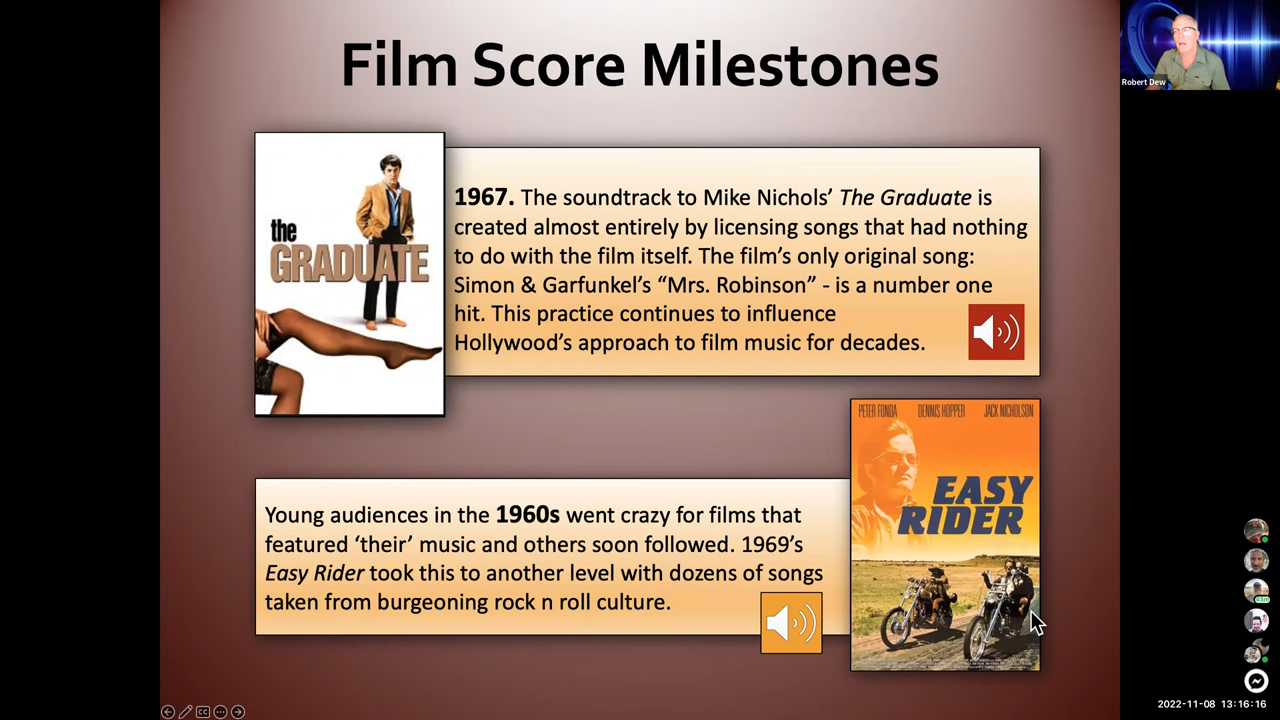 Film Score Milestones
Robert Dew
the
GRADUATE
1967. The soundtrack to Mike Nichols’ The Graduate is
created almost entirely by licensing songs that had nothing
to do with the film itself. The film’s only original song:
Simon & Garfunkel’s “Mrs. Robinson” - is a number one
hit. This practice continues to influence
Hollywood’s approach to film music for decades.
PETER FONDA DENNIS HOPPER JACK NICHOLSON
EASY
RIDER
Young audiences in the 1960s went crazy for films that
featured ‘their’ music and others soon followed. 1969’s
Easy Rider took this to another level with dozens of songs
taken from burgeoning rock n roll culture.
CC
2022-11-08 13:16:16